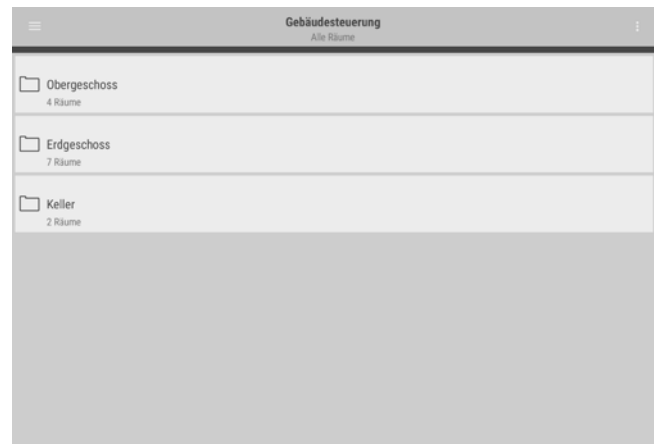 Gebäudesteuerung
Alle Räume
Obergeschoss
4 Räume
Erdgeschoss
7 Räume
Keller
2 Räume